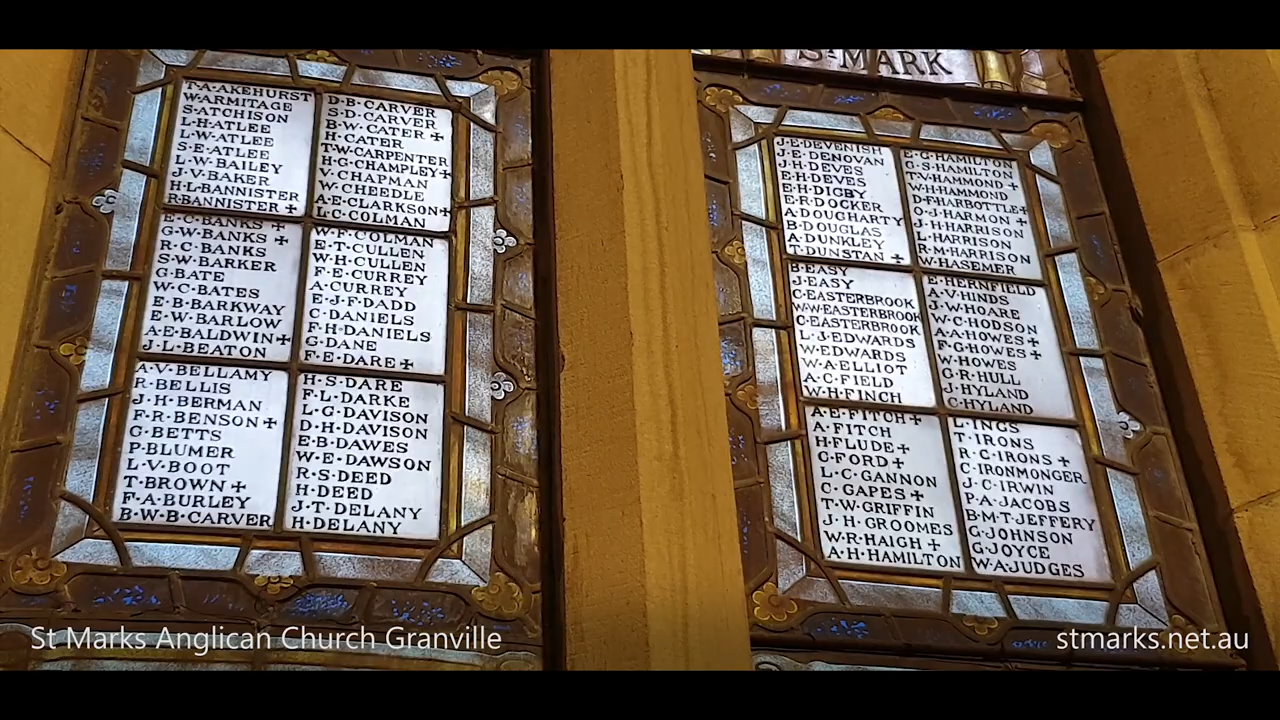 T·A·AKEHURST
W·ARMITAGE
S·ATCHISON
L·H·ATLEE
L·W·ATLEE
S·E·ATLEE
L·W·BAILEY
J·V·BAKER
H·L·BANNISTER
R·BANNISTER ✠
E·C·BANKS ✠
G·W·BANKS ✠
R·C·BANKS
S·W·BARKER
G·BATE
W·C·BATES
E·B·BARKWAY
E·W·BARLOW
A·E·BALDWIN ✠
J·L·BEATON
A·V·BELLAMY
R·BELLIS
J·H·BERMAN
F·R·BENSON ✠
C·BETTS
P·BLUMER
L·V·BOOT
T·BROWN ✠
F·A·BURLEY
B·W·B·CARVER
D·B·CARVER
S·D·CARVER
B·W·CATER ✠
H·CATER
T·W·CARPENTER
H·G·CHAMPLEY ✠
V·CHAPMAN
W·CHEEDLE
A·E·CLARKSON ✠
L·C·COLMAN
W·F·COLMAN
E·T·CULLEN
W·H·CULLEN
F·E·CURREY
A·CURREY
E·J·F·DADD
C·DANIELS
F·H·DANIELS
G·DANE
F·E·DARE ✠
H·S·DARE
F·L·DARKE
L·G·DAVISON
D·H·DAVISON
E·B·DAWES
W·E·DAWSON
R·S·DEED
H·DEED
J·T·DELANY
H·DELANY
ST·MARK
J·E·DEVENISH
J·E·DENOVAN
J·H·DEVES
E·H·DEVES
E·H·DIGBY
E·R·DOCKER
A·DOUGHARTY
B·DOUGLAS
A·DUNKLEY
T·DUNSTAN ✠
B·EASY
J·EASY
C·EASTERBROOK
W·W·EASTERBROOK
C·EASTERBROOK
L·J·EDWARDS
W·EDWARDS
W·A·ELLIOT
A·C·FIELD
W·H·FINCH
A·E·FITCH ✠
A·FITCH
H·FLUDE ✠
G·FORD ✠
L·C·GANNON
C·GAPES ✠
T·W·GRIFFIN
J·H·GROOMES
W·R·HAIGH ✠
A·H·HAMILTON
E·G·HAMILTON
B·S·HAMILTON
T·V·HAMMOND ✠
W·H·HAMMOND
D·F·HARBOTTLE ✠
O·J·HARMON ✠
J·H·HARRISON
L·HARRISON
R·M·HARRISON
W·HASEMER
E·HERNFIELD
A·V·HINDS
J·W·HOARE
W·C·HODSON
A·A·HOWES ✠
F·G·HOWES ✠
W·HOWES
G·R·HULL
J·HYLAND
C·HYLAND
L·INGS
T·IRONS
R·C·IRONS ✠
C·IRONMONGER
J·C·IRWIN
P·A·JACOBS
B·M·T·JEFFERY
G·JOHNSON
G·JOYCE
W·A·JUDGES
St Marks Anglican Church Granville
stmarks.net.au